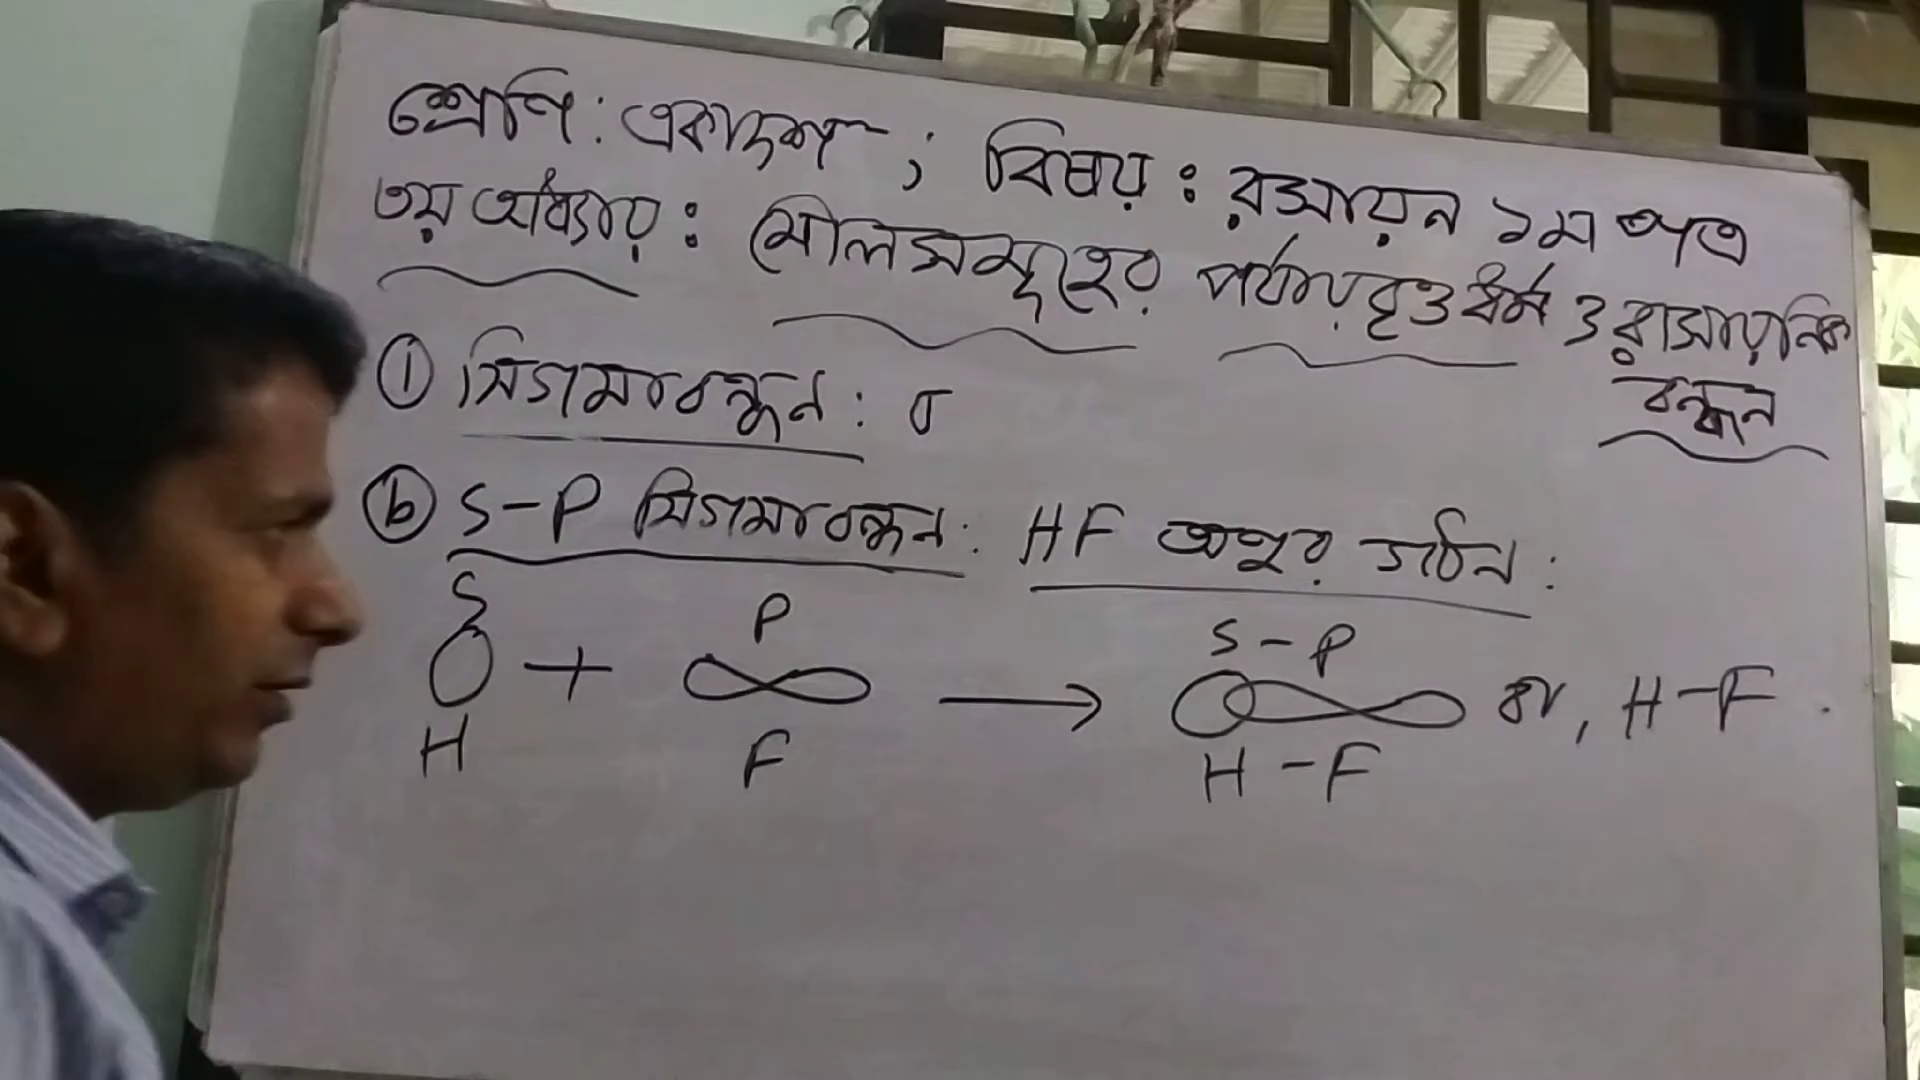 শ্রেণি : একাদশ ; বিষয় : রসায়ন ১ম পত্র
৩য় অধ্যায় : মৌলসমূহের পর্যায়বৃত্ত ধর্ম ও রাসায়নিক
বন্ধন
① সিগমা বন্ধন : σ
ⓑ S-P সিগমা বন্ধন : HF অণুর গঠন :
S + P → S-P বা, H-F
H F H-F